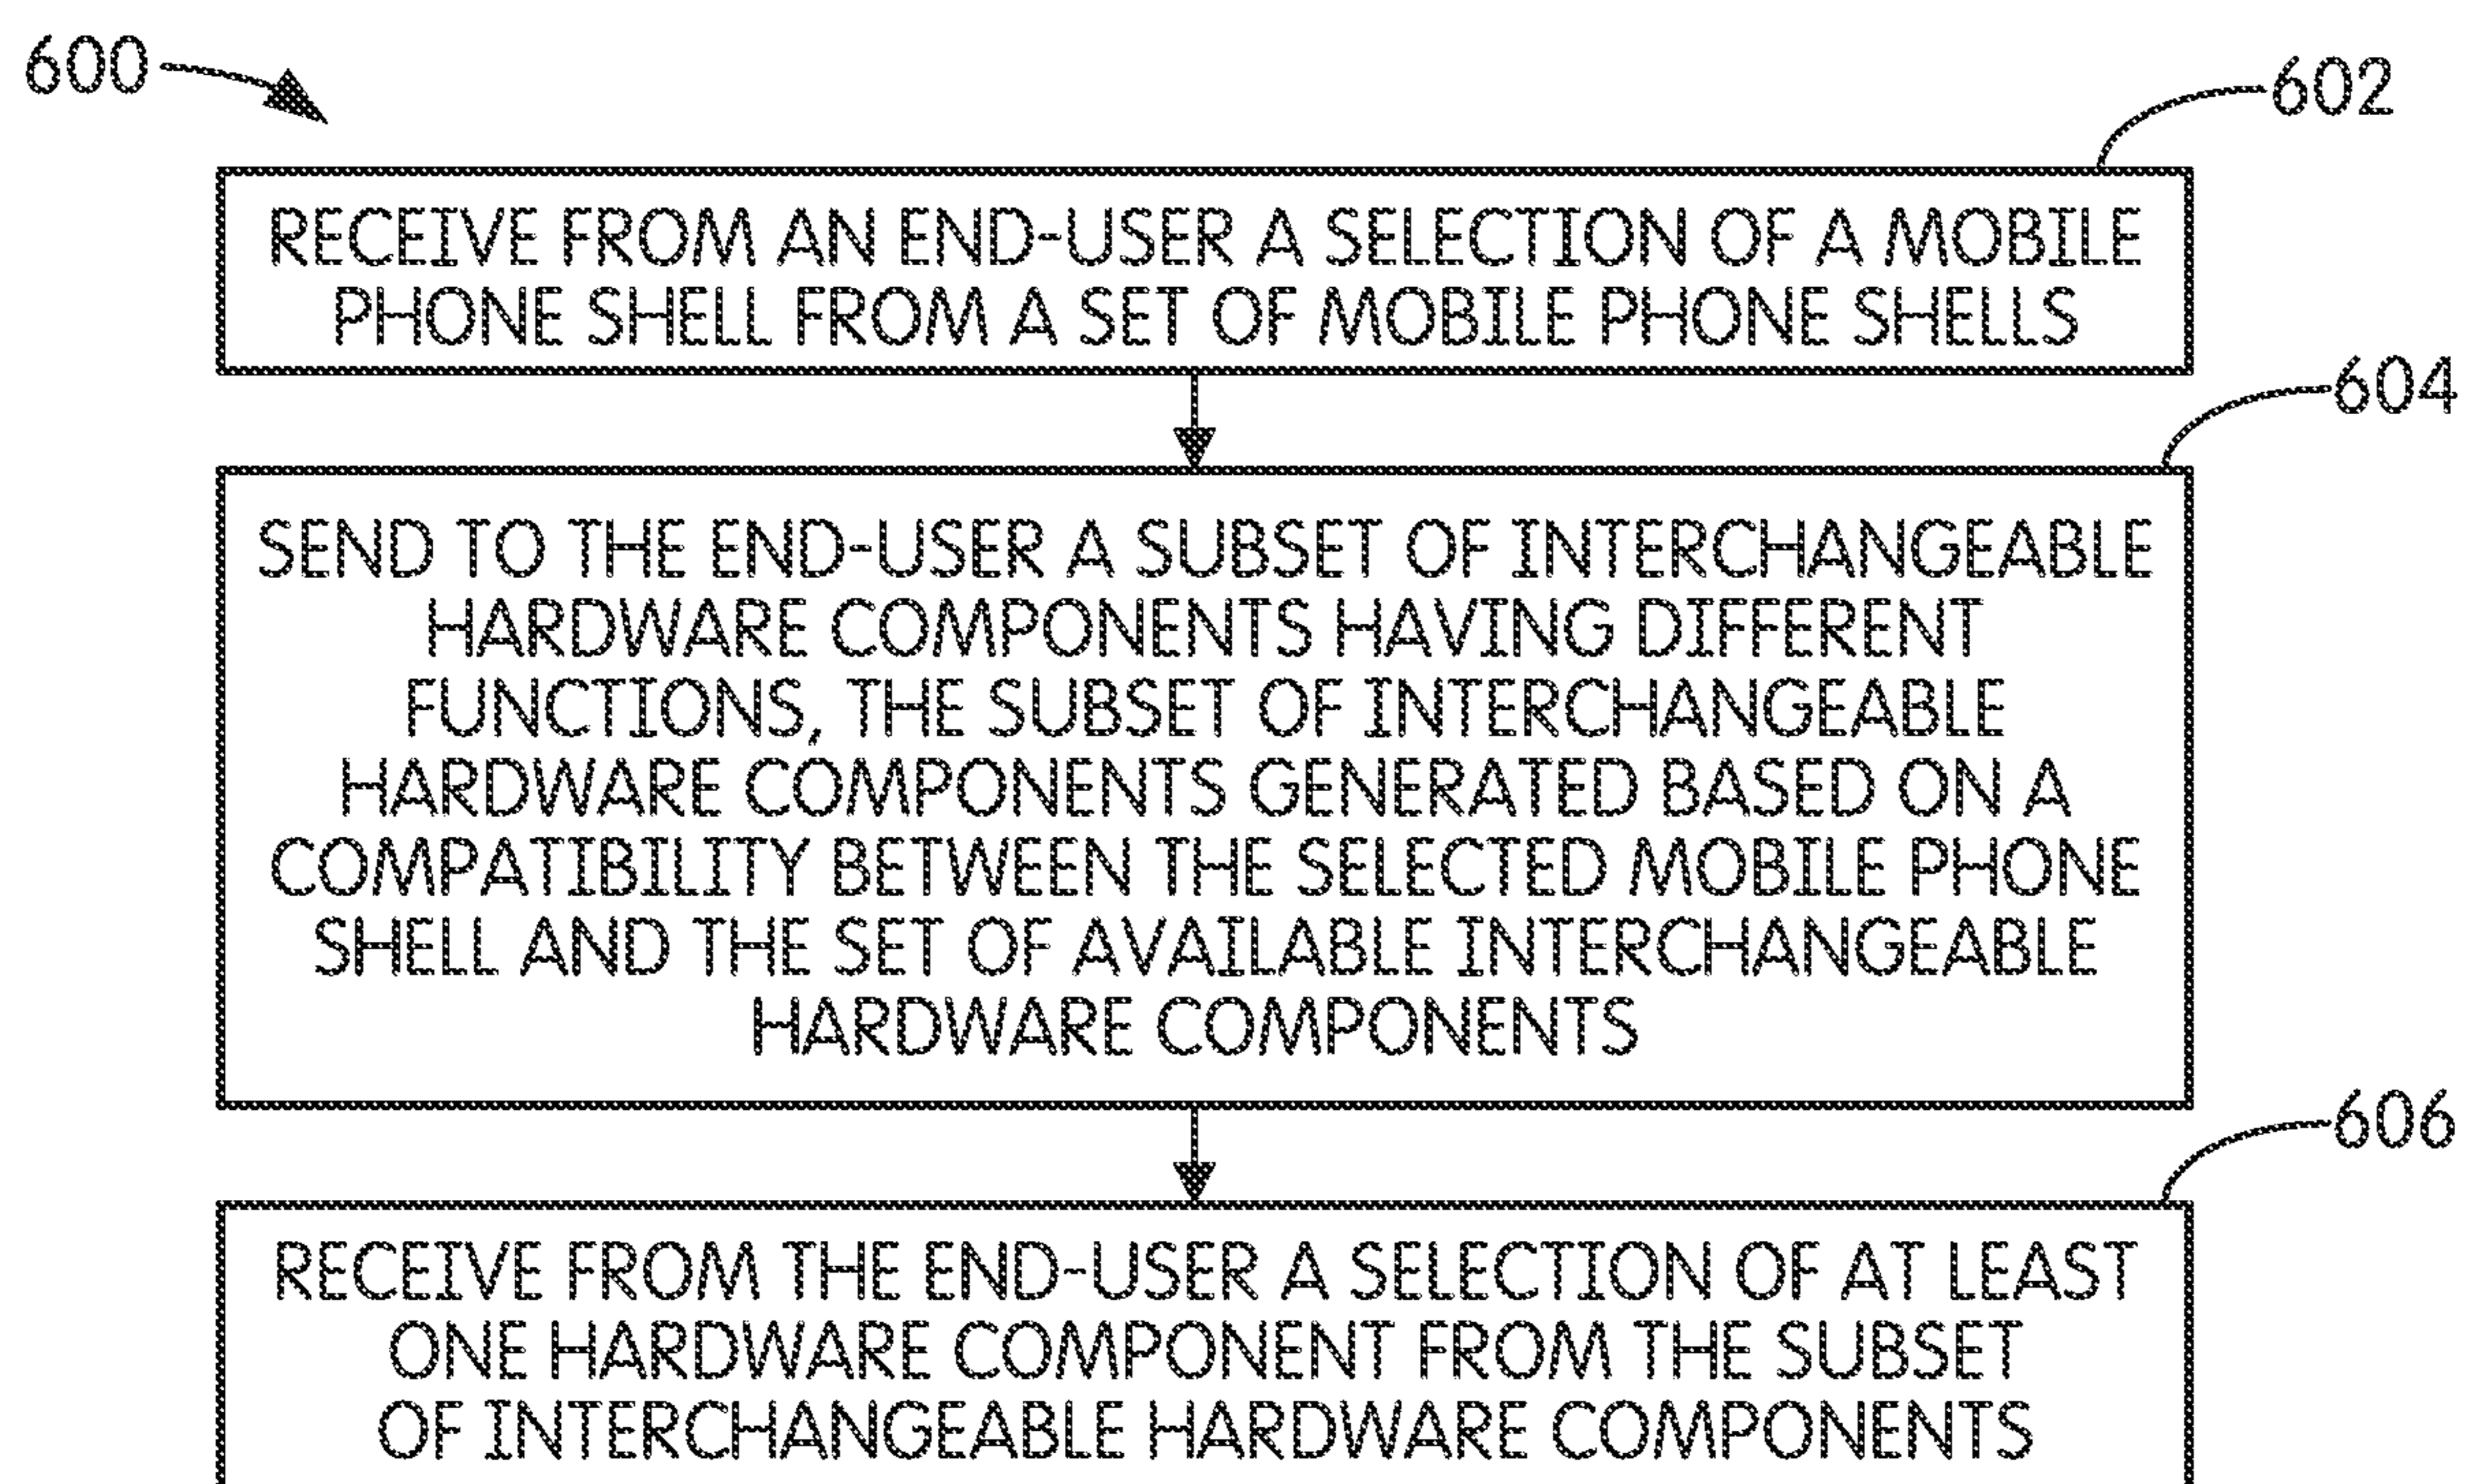 600
602
RECEIVE FROM AN END-USER A SELECTION OF A MOBILE
PHONE SHELL FROM A SET OF MOBILE PHONE SHELLS
604
SEND TO THE END-USER A SUBSET OF INTERCHANGEABLE
HARDWARE COMPONENTS HAVING DIFFERENT
FUNCTIONS, THE SUBSET OF INTERCHANGEABLE
HARDWARE COMPONENTS GENERATED BASED ON A
COMPATIBILITY BETWEEN THE SELECTED MOBILE PHONE
SHELL AND THE SET OF AVAILABLE INTERCHANGEABLE
HARDWARE COMPONENTS
606
RECEIVE FROM THE END-USER A SELECTION OF AT LEAST
ONE HARDWARE COMPONENT FROM THE SUBSET
OF INTERCHANGEABLE HARDWARE COMPONENTS